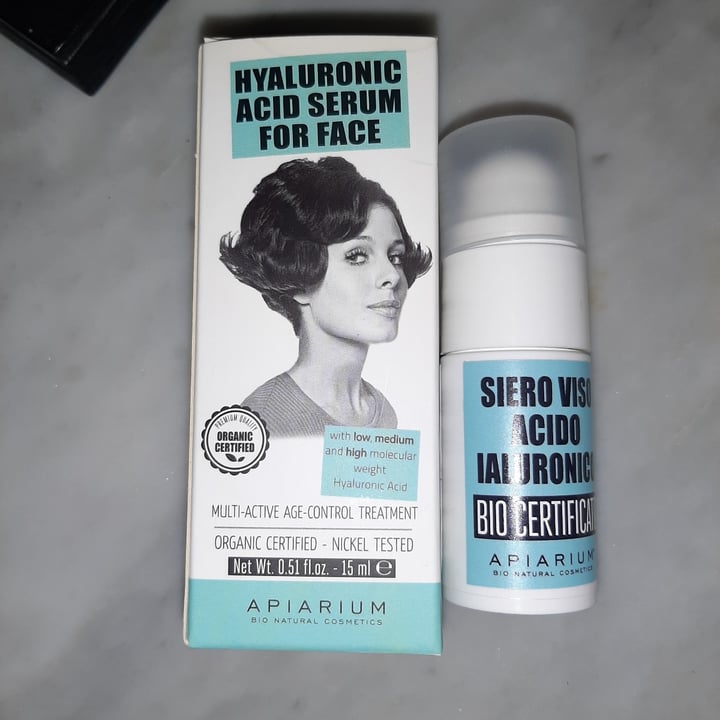 HYALURONIC
ACID SERUM
FOR FACE
PREMIUM QUALITY
ORGANIC
CERTIFIED
with low, medium
and high molecular
weight
Hyaluronic Acid
MULTI-ACTIVE AGE-CONTROL TREATMENT
ORGANIC CERTIFIED - NICKEL TESTED
Net Wt. 0.51 fl.oz. - 15 ml ℮
APIARIUM
BIO NATURAL COSMETICS
SIERO VISO
ACIDO
IALURONICO
BIO CERTIFICAT
APIARIUM
BIO NATURAL COSMETICS